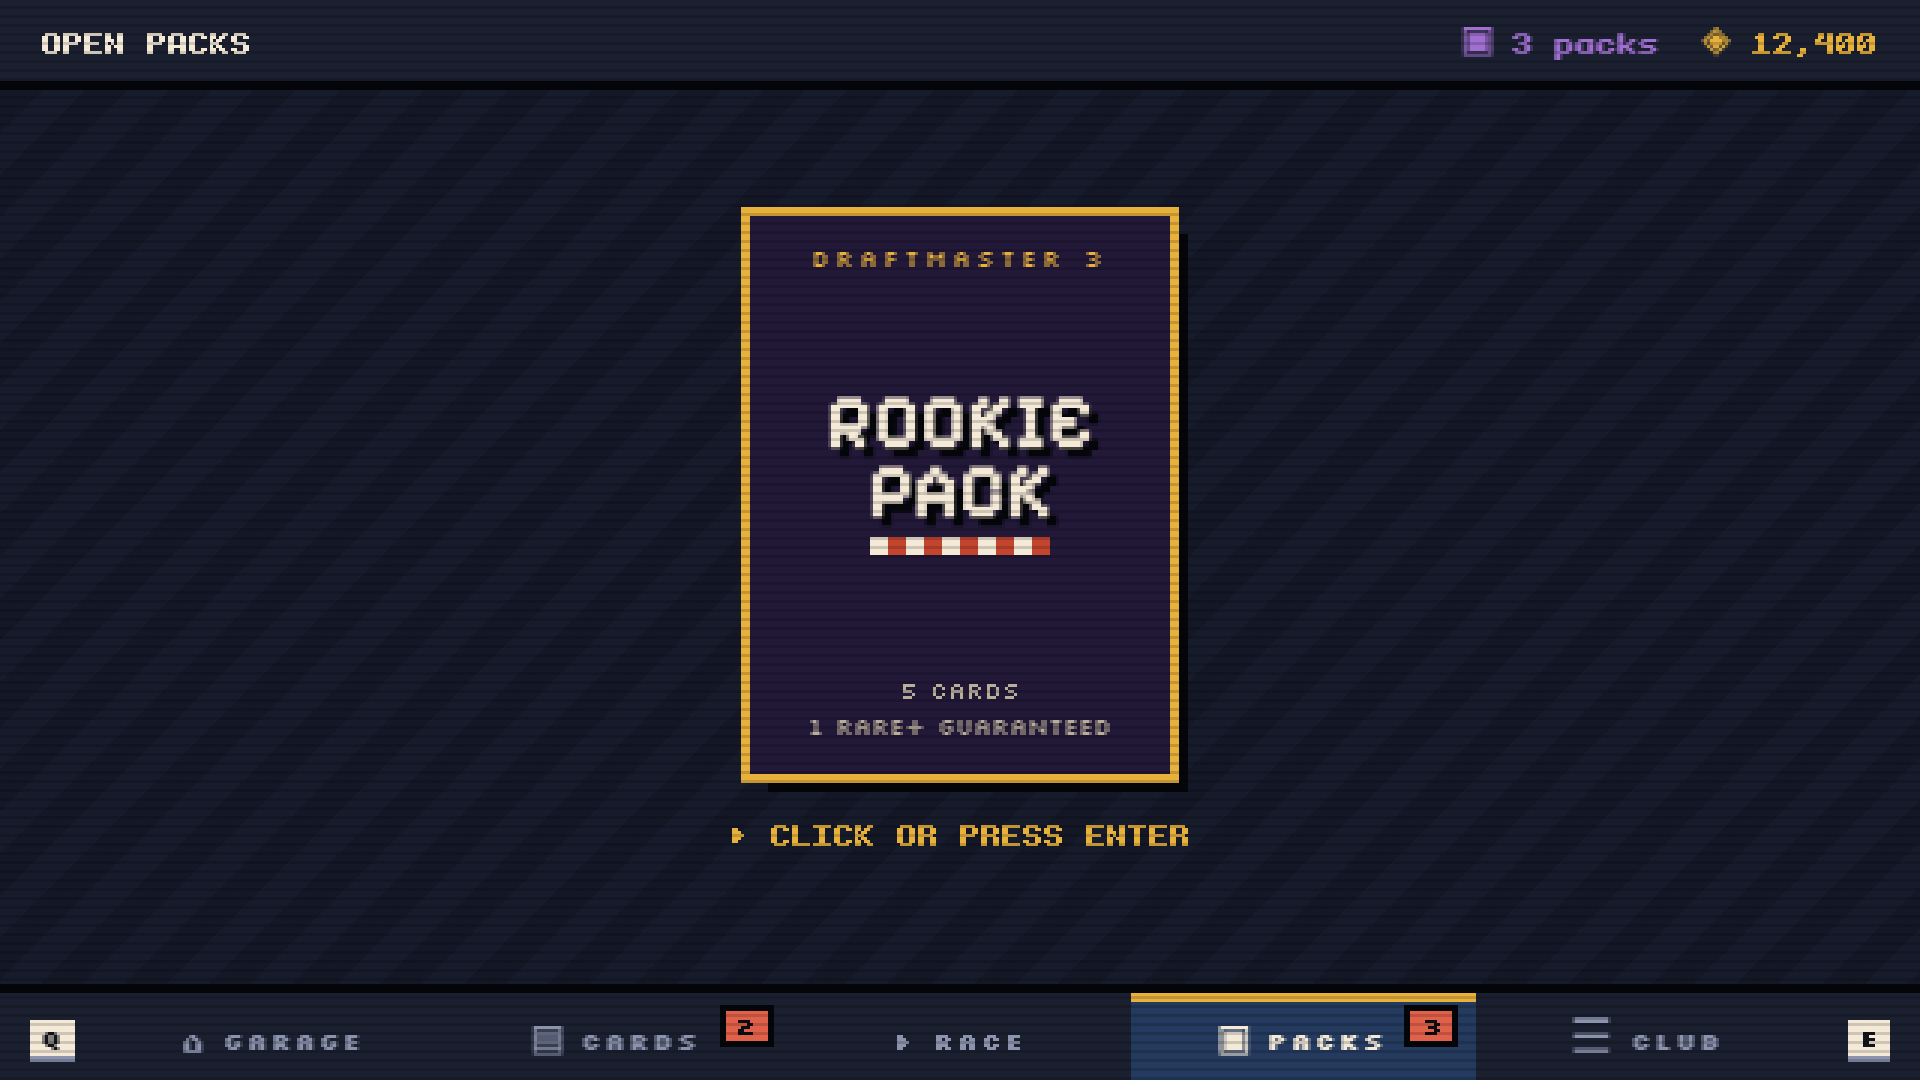 OPEN PACKS
3 packs
12,400
DRAFTMASTER 3
ROOKIE
PACK
5 CARDS
1 RARE+ GUARANTEED
CLICK OR PRESS ENTER
Q
GARAGE
CARDS
2
RACE
PACKS
3
CLUB
E